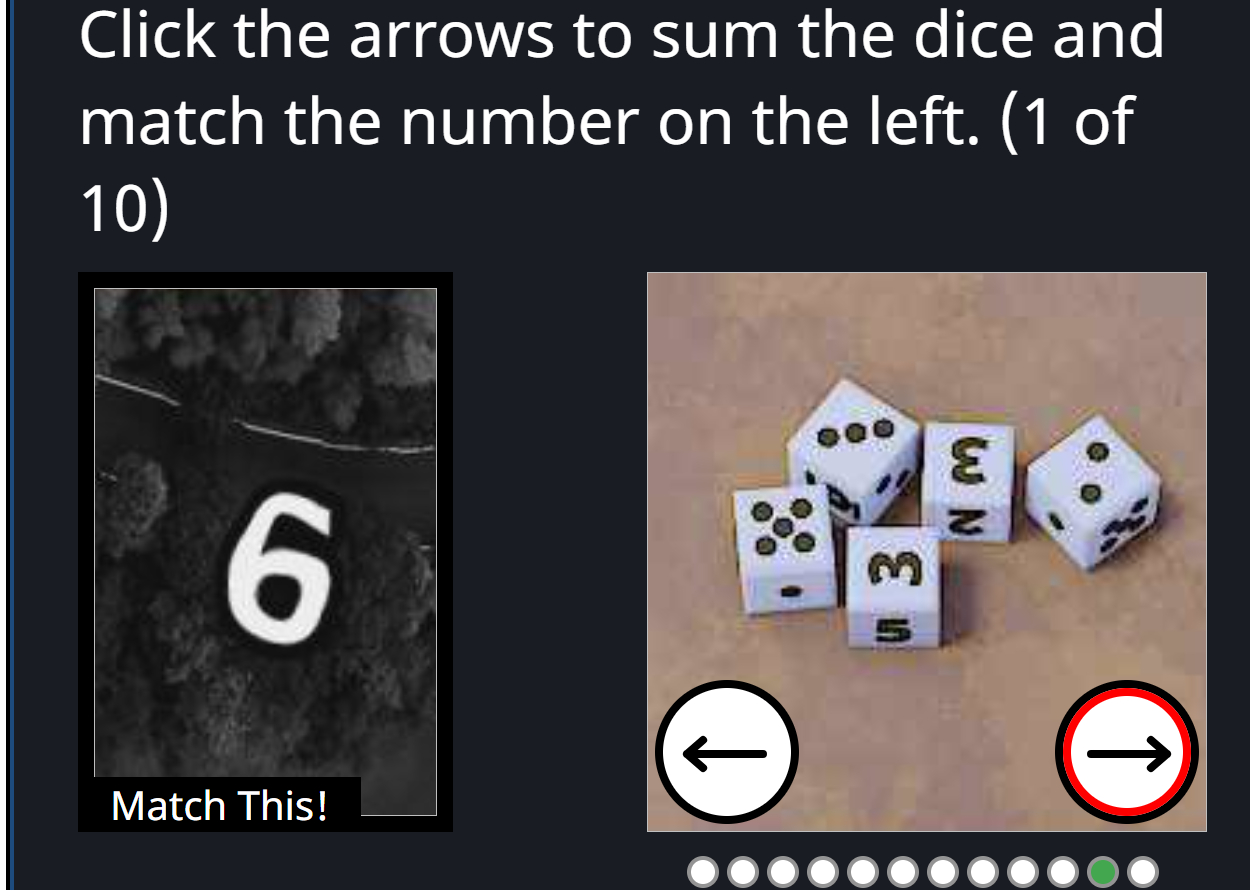 Click the arrows to sum the dice and
match the number on the left. (1 of
10)
6
Match This!
3
2
3
5